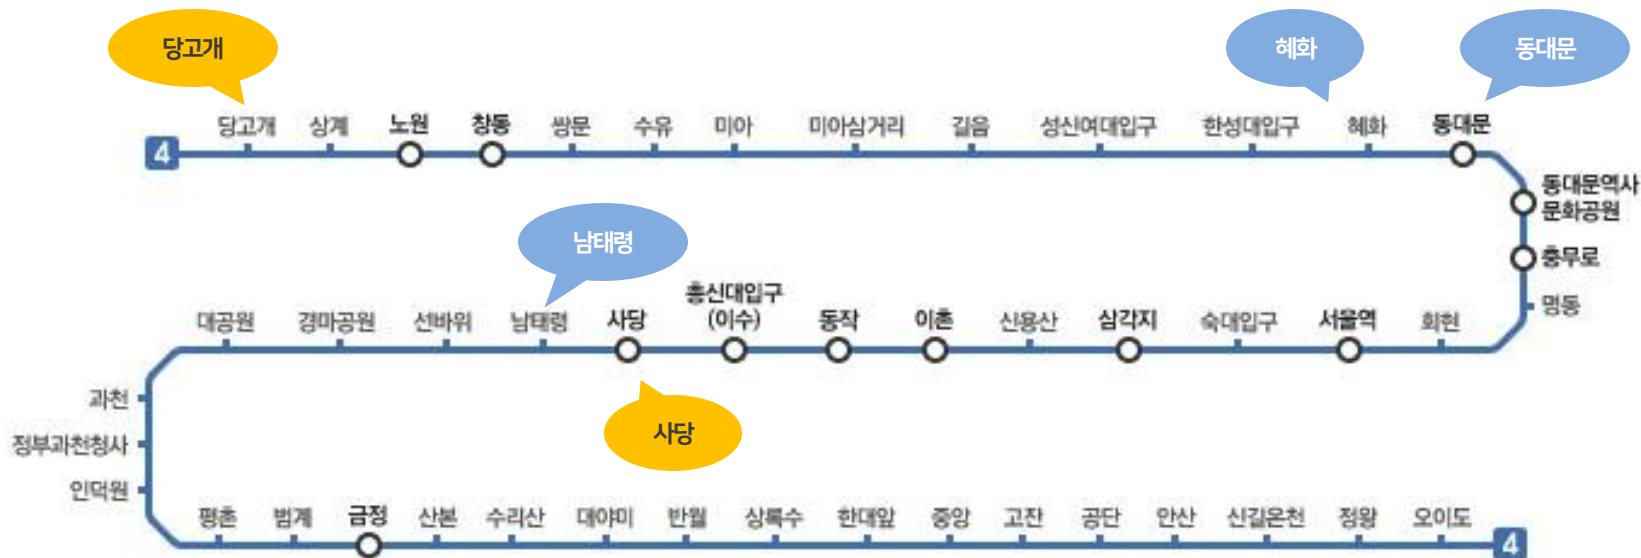 당고개
혜화
동대문
당고개
상계
노원
창동
쌍문
수유
미아
미아삼거리
길음
성신여대입구
한성대입구
혜화
동대문
4
동대문역사
문화공원
충무로
명동
남태령
대공원
경마공원
선바위
남태령
사당
총신대입구
(이수)
동작
이촌
신용산
삼각지
숙대입구
서울역
회현
사당
과천
정부과천청사
인덕원
평촌
범계
금정
산본
수리산
대야미
반월
상록수
한대앞
중앙
고잔
공단
안산
신길온천
정왕
오이도
4